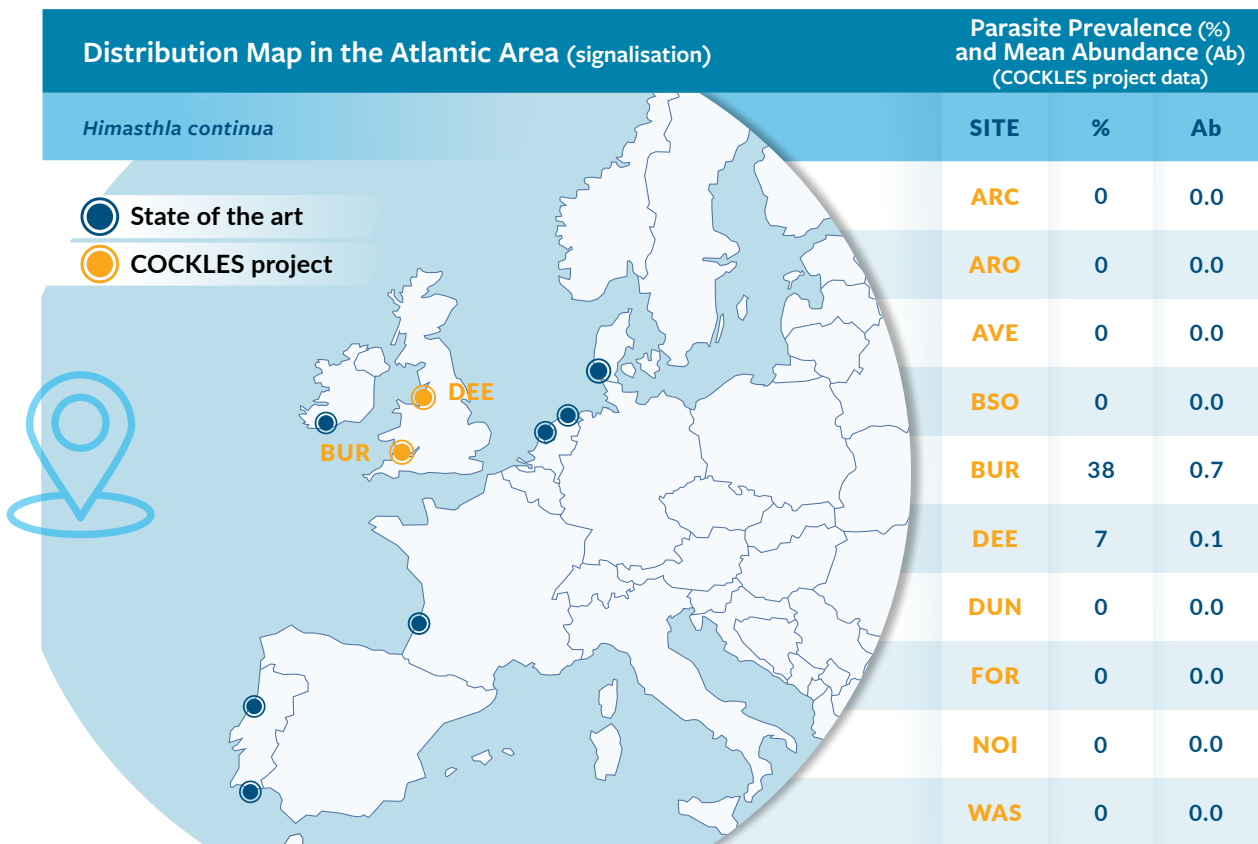 Distribution Map in the Atlantic Area (signalisation)
Parasite Prevalence (%)
and Mean Abundance (Ab)
(COCKLES project data)
Himasthla continua
SITE % Ab
State of the art
COCKLES project
DEE
BUR
ARC 0 0.0
ARO 0 0.0
AVE 0 0.0
BSO 0 0.0
BUR 38 0.7
DEE 7 0.1
DUN 0 0.0
FOR 0 0.0
NOI 0 0.0
WAS 0 0.0